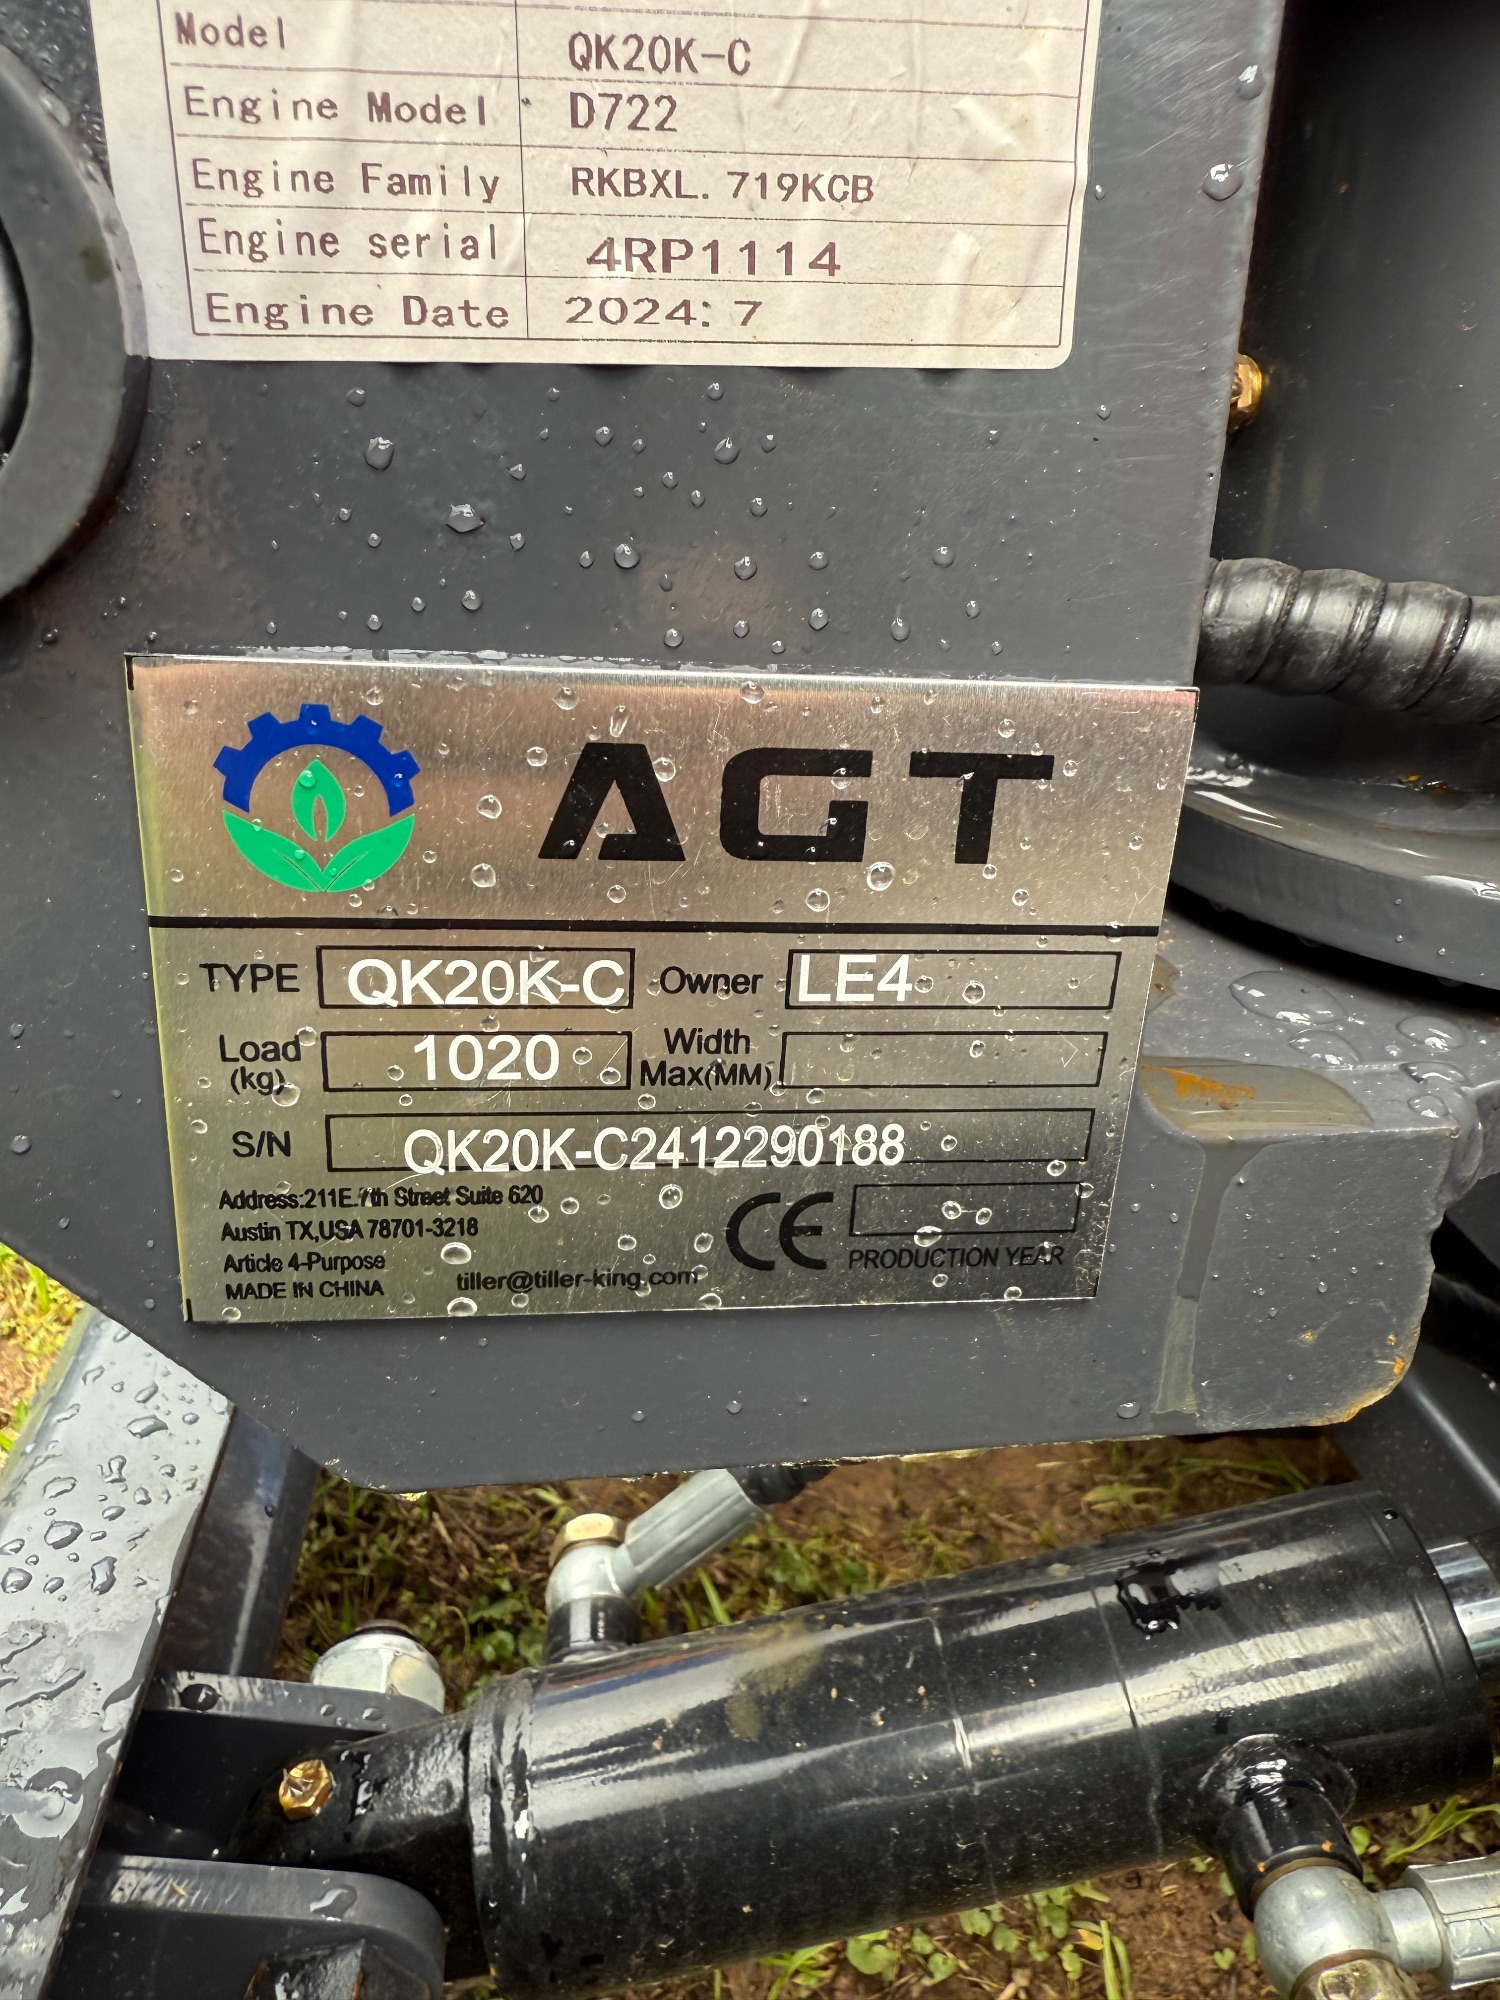 Model QK20K-C
Engine Model D722
Engine Family RKBXL. 719KCB
Engine serial 4RP1114
Engine Date 2024: 7
AGT
TYPE QK20K-C Owner LE4
Load (kg) 1020 Width Max(MM)
S/N QK20K-C2412290188
Address:211E.7th Street Suite 620
Austin TX,USA 78701-3218
Article 4-Purpose
MADE IN CHINA tiller@tiller-king.com
CE PRODUCTION YEAR